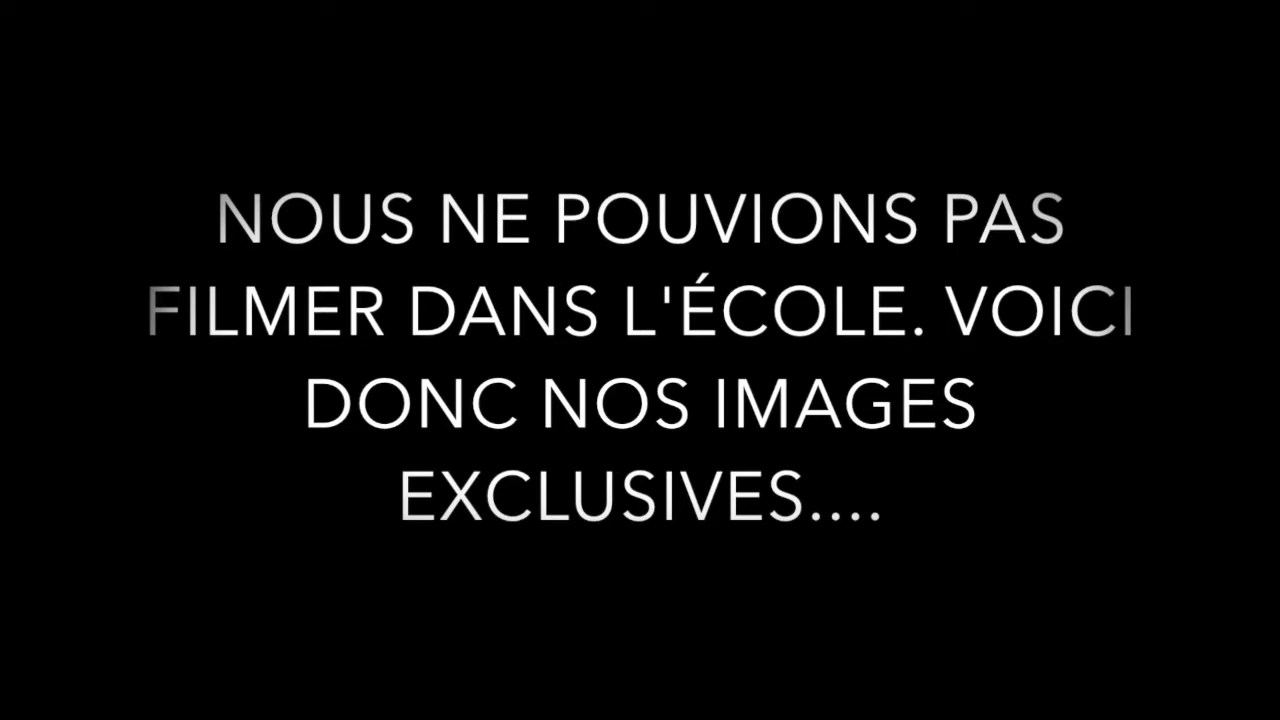 NOUS NE POUVIONS PAS
FILMER DANS L'ÉCOLE. VOICI
DONC NOS IMAGES
EXCLUSIVES....